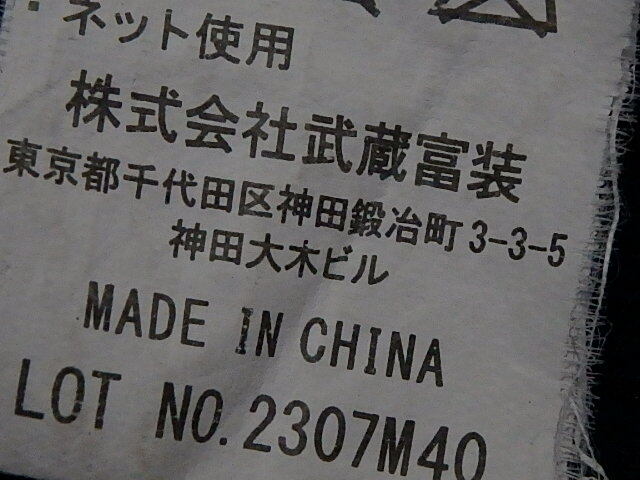 ・ネット使用
株式会社武蔵富装
東京都千代田区神田鍛冶町3-3-5
神田大木ビル
MADE IN CHINA
LOT NO.2307M40